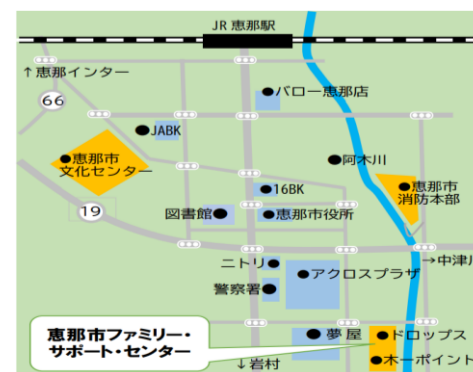 JR 恵那駅
↑恵那インター
バロー恵那店
66
JABK
阿木川
恵那市
文化センター
16BK
恵那市
消防本部
19
図書館
恵那市役所
→中津川
ニトリ
アクロスプラザ
警察署
恵那市ファミリー・
サポート・センター
夢屋
ドロップス
木ーポイント
↓岩村